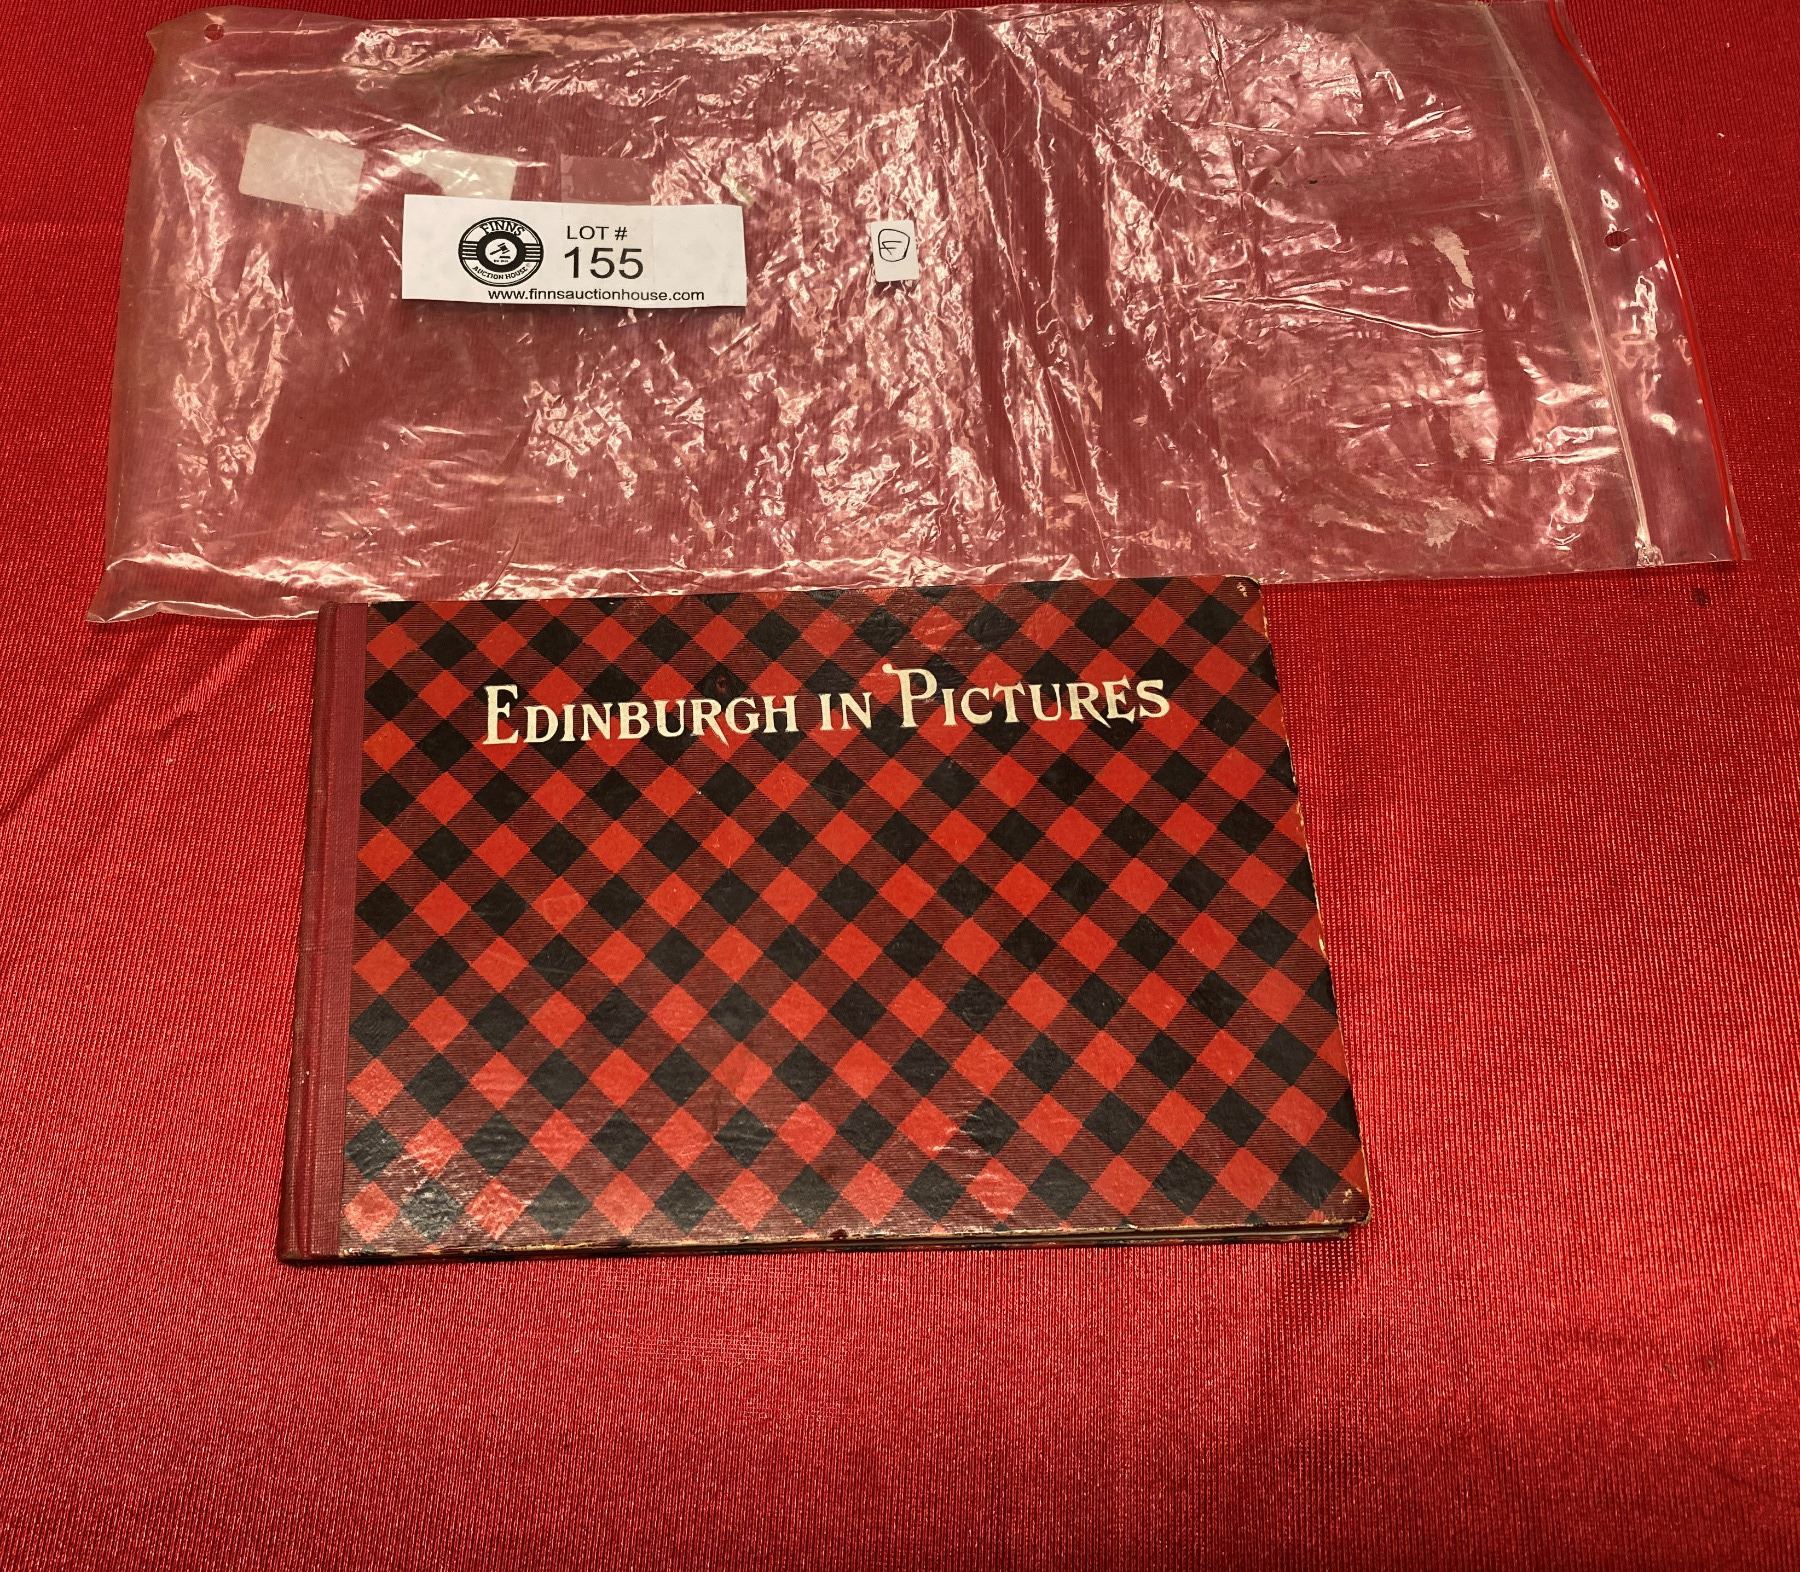 FINNS
AUCTION HOUSE
LOT #
155
www.finnsauctionhouse.com
EDINBURGH IN PICTURES